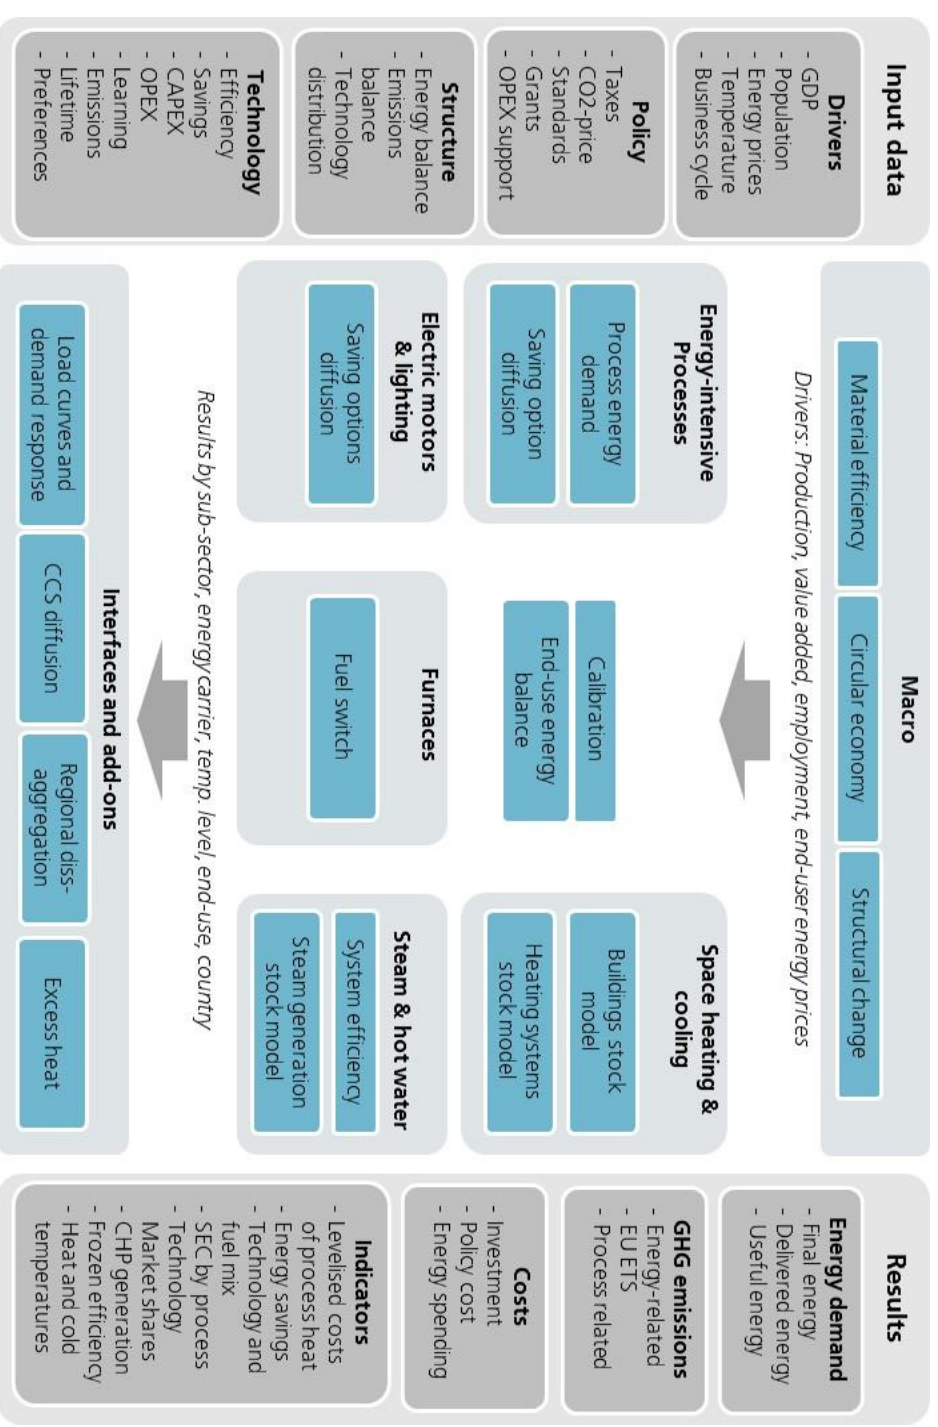 Input data
Drivers
- GDP
- Population
- Energy prices
- Temperature
- Business cycle
Policy
- Taxes
- CO2-price
- Standards
- Grants
- OPEX support
Structure
- Energy balance
- Emissions
balance
- Technology
distribution
Technology
- Efficiency
- Savings
- CAPEX
- OPEX
- Learning
- Emissions
- Lifetime
- Preferences
Macro
Material efficiency
Circular economy
Structural change
Drivers: Production, value added, employment, end-user energy prices
Energy-intensive
Processes
Process energy
demand
Saving option
diffusion
Calibration
End-use energy
balance
Space heating &
cooling
Buildings stock
model
Heating systems
stock model
Electric motors
& lighting
Saving options
diffusion
Furnaces
Fuel switch
Steam & hot water
System efficiency
Steam generation
stock model
Results by sub-sector, energy carrier, temp. level, end-use, country
Interfaces and add-ons
Load curves and
demand response
CCS diffusion
Regional diss-
aggregation
Excess heat
Results
Energy demand
- Final energy
- Delivered energy
- Useful energy
GHG emissions
- Energy-related
- EU ETS
- Process related
Costs
- Investment
- Policy cost
- Energy spending
Indicators
- Levelised costs
of process heat
- Energy savings
- Technology and
fuel mix
- SEC by process
- Technology
Market shares
- CHP generation
- Frozen efficiency
- Heat and cold
temperatures